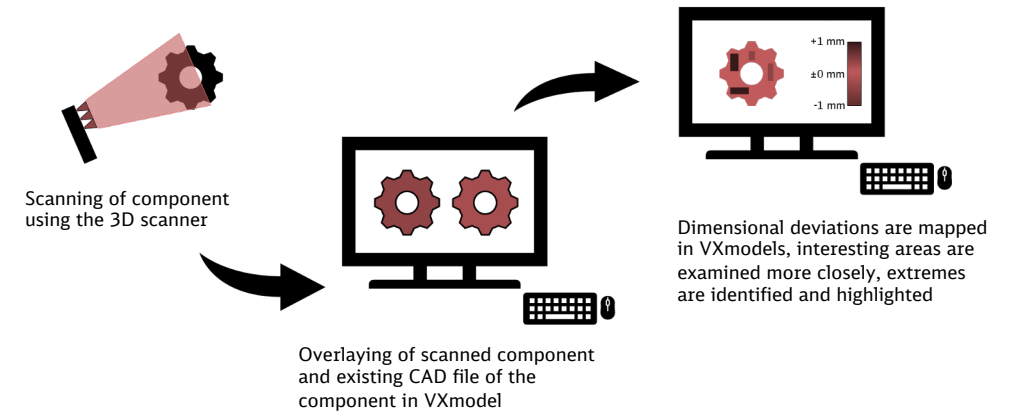 Scanning of component
using the 3D scanner
Overlaying of scanned component
and existing CAD file of the
component in VXmodel
+1 mm
±0 mm
-1 mm
Dimensional deviations are mapped
in VXmodels, interesting areas are
examined more closely, extremes
are identified and highlighted